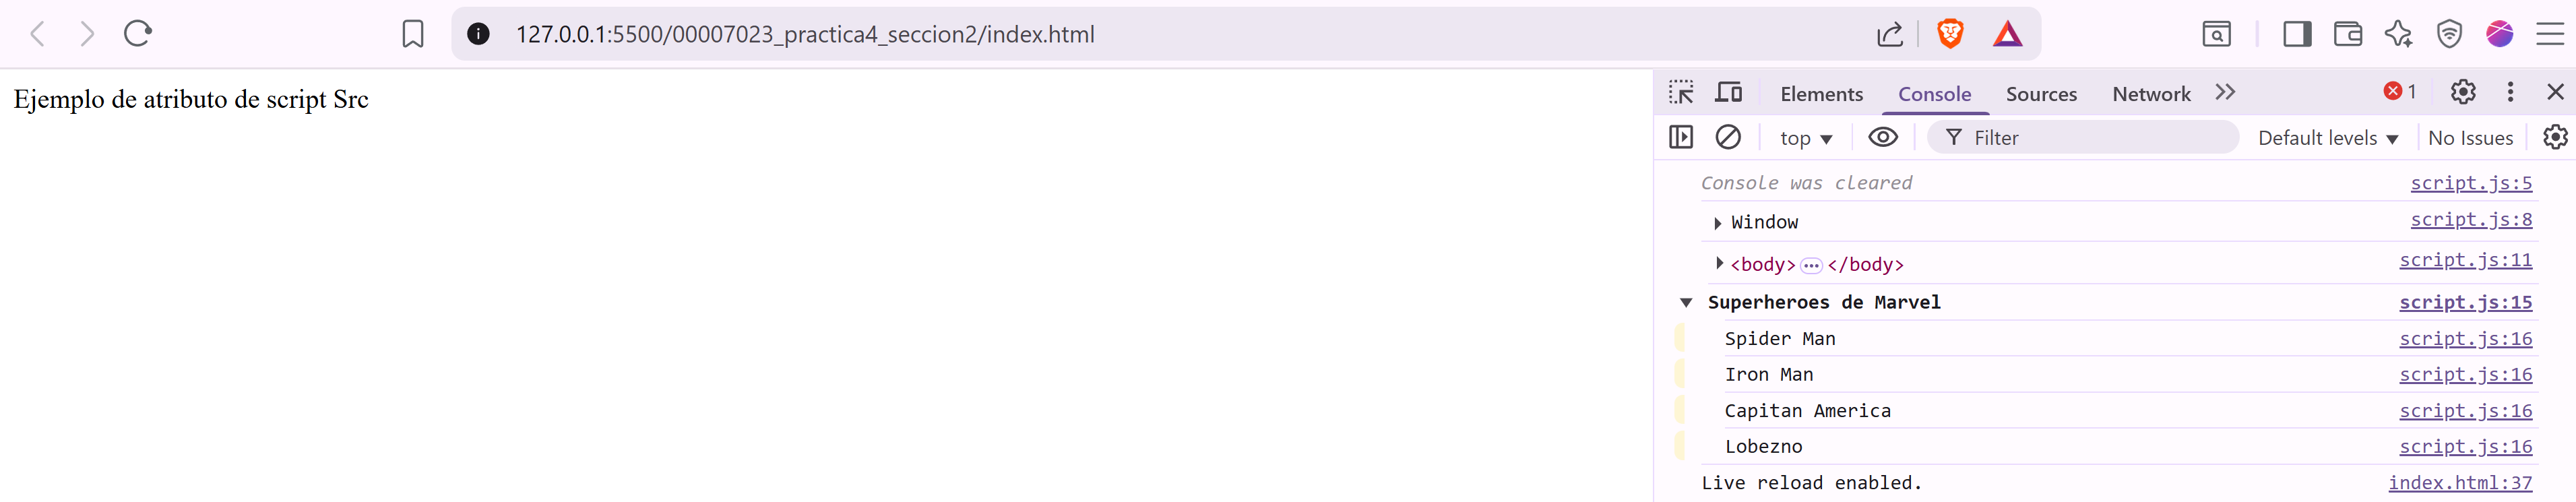 127.0.0.1:5500/00007023_practica4_seccion2/index.html
Ejemplo de atributo de script Src
Elements Console Sources Network 1
top Filter Default levels No Issues
Console was cleared script.js:5
Window script.js:8
<body>…</body> script.js:11
Superheroes de Marvel script.js:15
Spider Man script.js:16
Iron Man script.js:16
Capitan America script.js:16
Lobezno script.js:16
Live reload enabled. index.html:37